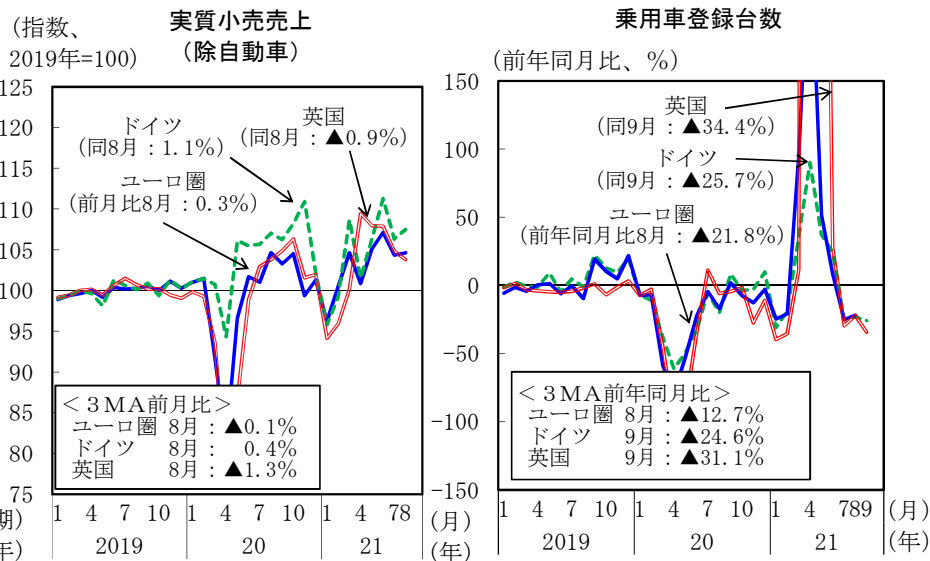 実質小売売上
（除自動車）
(指数、
2019年=100)
125
120
115
110
105
100
95
90
85
80
75
ドイツ
(同8月：1.1%)
英国
(同8月：▲0.9%)
ユーロ圏
(前月比8月：0.3%)
＜３MA前月比＞
ユーロ圏 8月：▲0.1%
ドイツ 8月： 0.4%
英国 8月：▲1.3%
1 4 7 10 1 4 7 10 1 4 78 (月)
2019 20 21 (年)
期)
年)
乗用車登録台数
(前年同月比、%)
150
100
50
0
−50
−100
−150
英国
(同9月：▲34.4%)
ドイツ
(同9月：▲25.7%)
ユーロ圏
(前年同月比8月：▲21.8%)
＜３MA前年同月比＞
ユーロ圏 8月：▲12.7%
ドイツ 9月：▲24.6%
英国 9月：▲31.1%
1 4 7 10 1 4 7 10 1 4 789 (月)
2019 20 21 (年)